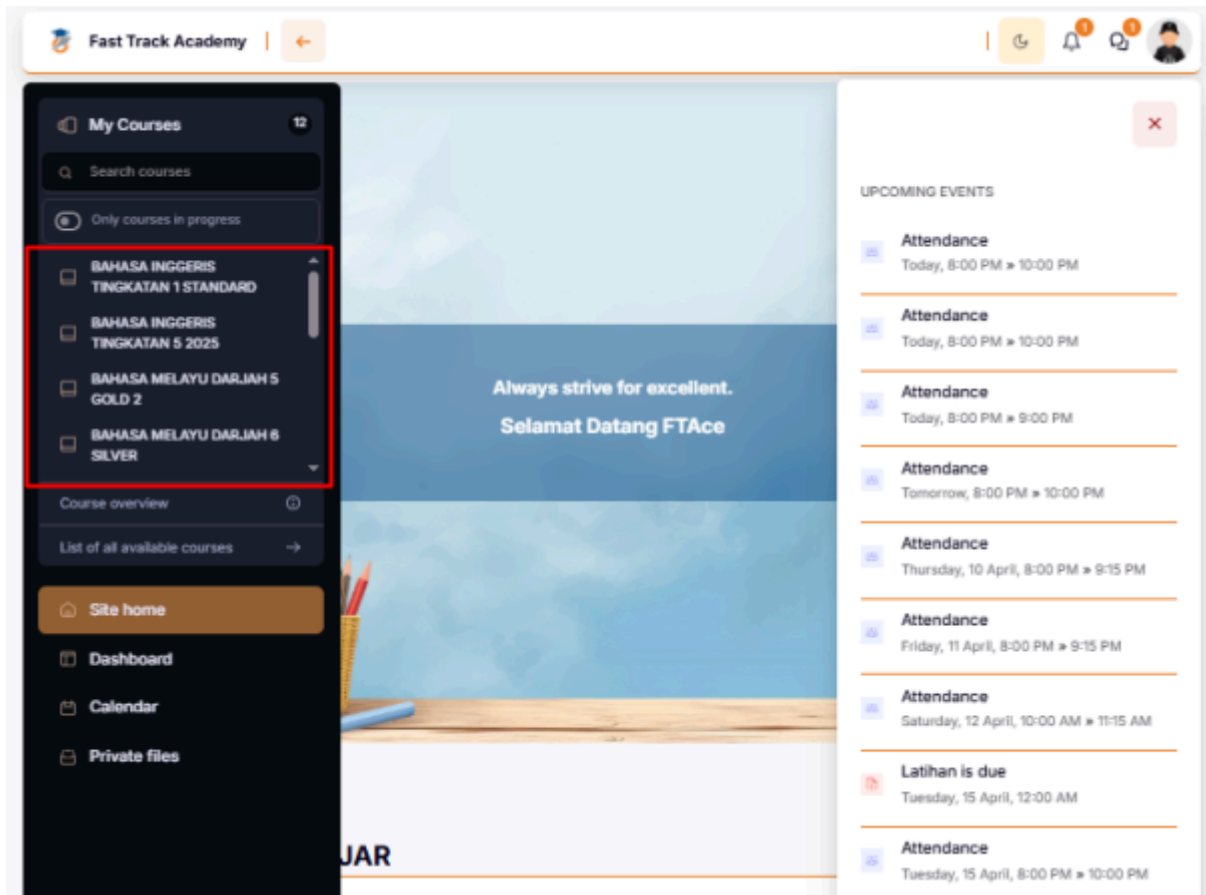 Fast Track Academy
1
1
My Courses
12
Search courses
Only courses in progress
BAHASA INGGERIS
TINGKATAN 1 STANDARD
BAHASA INGGERIS
TINGKATAN 5 2025
BAHASA MELAYU DARJAH 5
GOLD 2
BAHASA MELAYU DARJAH 6
SILVER
Course overview
List of all available courses
Site home
Dashboard
Calendar
Private files
Always strive for excellent.
Selamat Datang FTAce
JAR
UPCOMING EVENTS
Attendance
Today, 8:00 PM » 10:00 PM
Attendance
Today, 8:00 PM » 10:00 PM
Attendance
Today, 8:00 PM » 9:00 PM
Attendance
Tomorrow, 8:00 PM » 10:00 PM
Attendance
Thursday, 10 April, 8:00 PM » 9:15 PM
Attendance
Friday, 11 April, 8:00 PM » 9:15 PM
Attendance
Saturday, 12 April, 10:00 AM » 11:15 AM
Latihan is due
Tuesday, 15 April, 12:00 AM
Attendance
Tuesday, 15 April, 8:00 PM » 10:00 PM